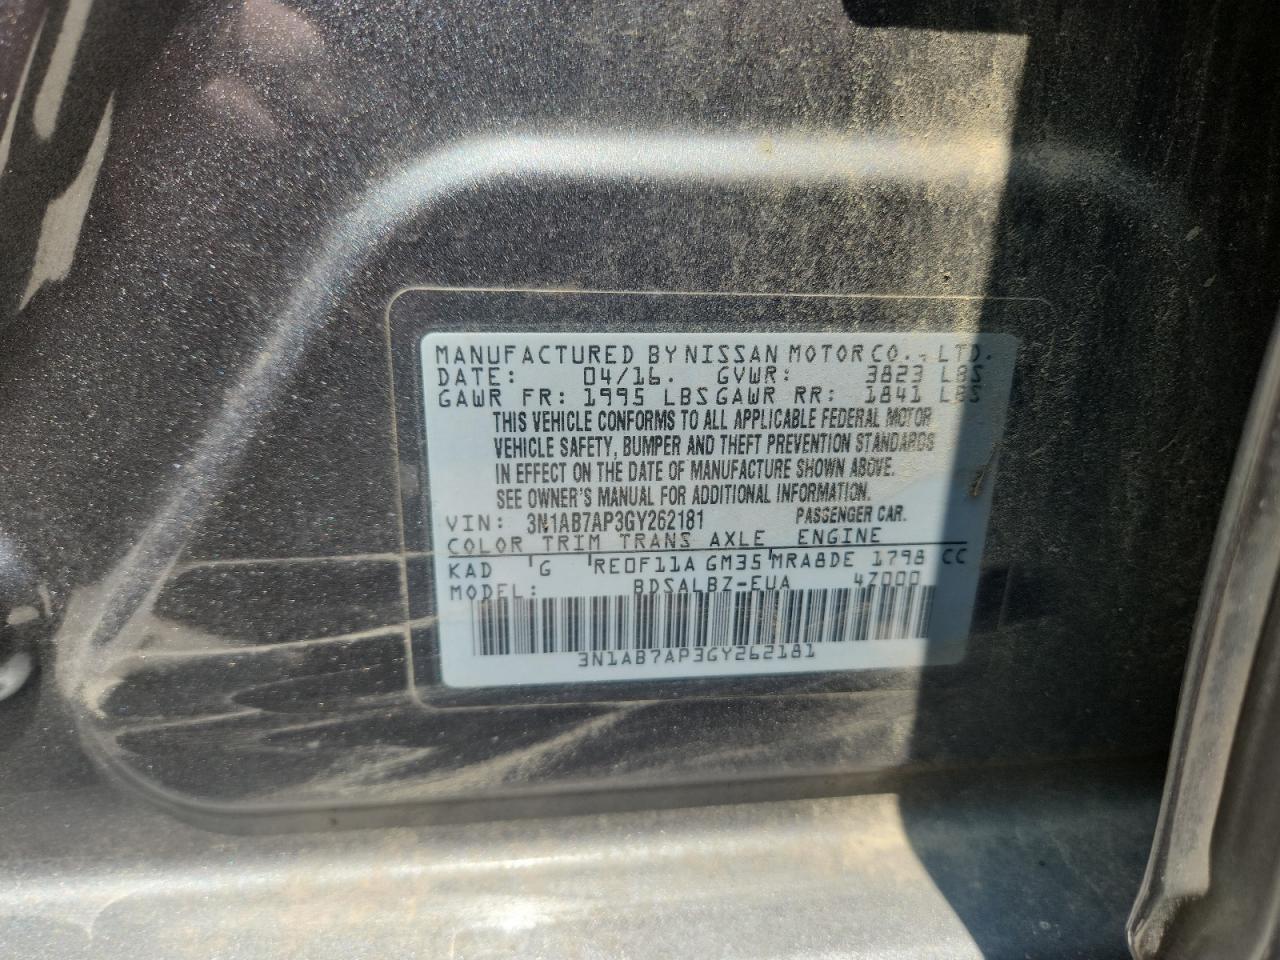 MANUFACTURED BY NISSAN MOTOR CO., LTD.
DATE: 04/16. GVWR: 3823 LBS
GAWR FR: 1995 LBS GAWR RR: 1841 LBS
THIS VEHICLE CONFORMS TO ALL APPLICABLE FEDERAL MOTOR
VEHICLE SAFETY, BUMPER AND THEFT PREVENTION STANDARDS
IN EFFECT ON THE DATE OF MANUFACTURE SHOWN ABOVE.
SEE OWNER'S MANUAL FOR ADDITIONAL INFORMATION.
VIN: 3N1AB7AP3GY262181 PASSENGER CAR.
COLOR TRIM TRANS AXLE ENGINE
KAD G RE0F11A GM35 MRA8DE 1798 CC
MODEL: BDSALBZ-EUA 4Z000
3N1AB7AP3GY262181